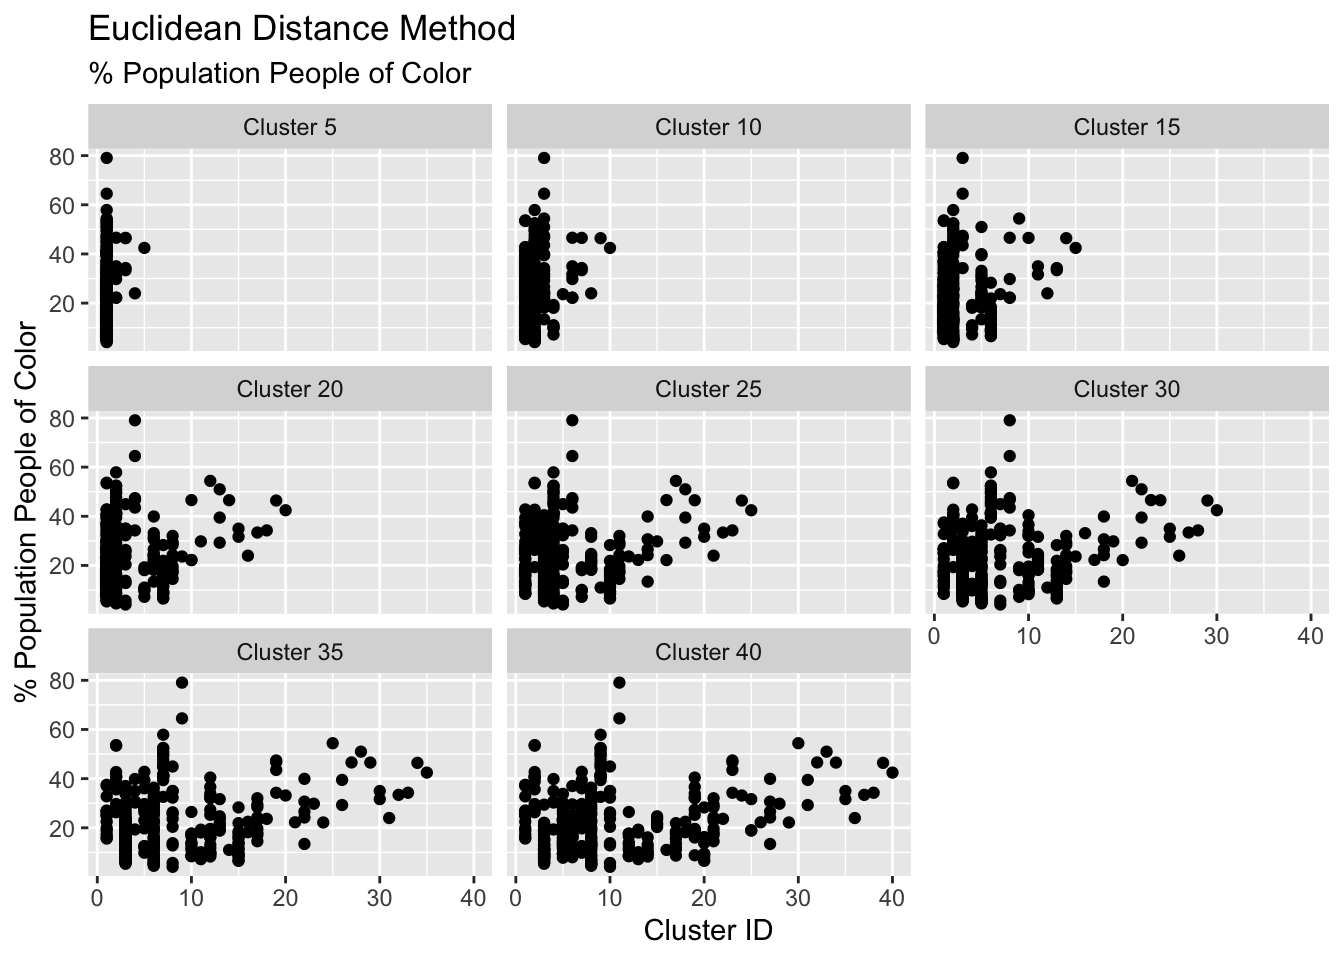 Euclidean Distance Method
% Population People of Color
Cluster 5
Cluster 10
Cluster 15
80
60
40
20
Cluster 20
Cluster 25
Cluster 30
80
60
40
20
0
10
20
30
40
Cluster 35
Cluster 40
80
60
40
20
0
10
20
30
40
0
10
20
30
40
% Population People of Color
Cluster ID